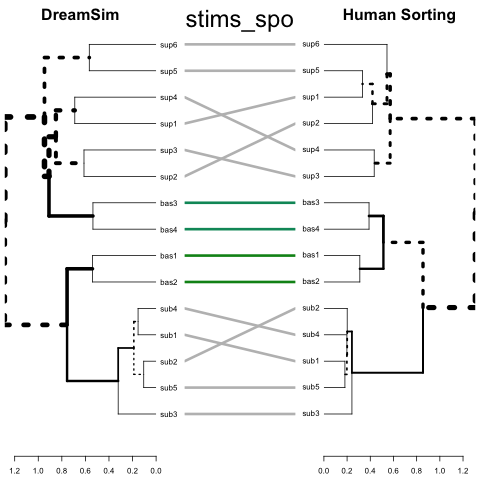 DreamSim stims_spo Human Sorting
sup6 sup6
sup5 sup5
sup4 sup1
sup1 sup2
sup3 sup4
sup2 sup3
bas3 bas3
bas4 bas4
bas1 bas1
bas2 bas2
sub4 sub2
sub1 sub4
sub2 sub1
sub5 sub5
sub3 sub3
1.2 1.0 0.8 0.6 0.4 0.2 0.0 0.0 0.2 0.4 0.6 0.8 1.0 1.2